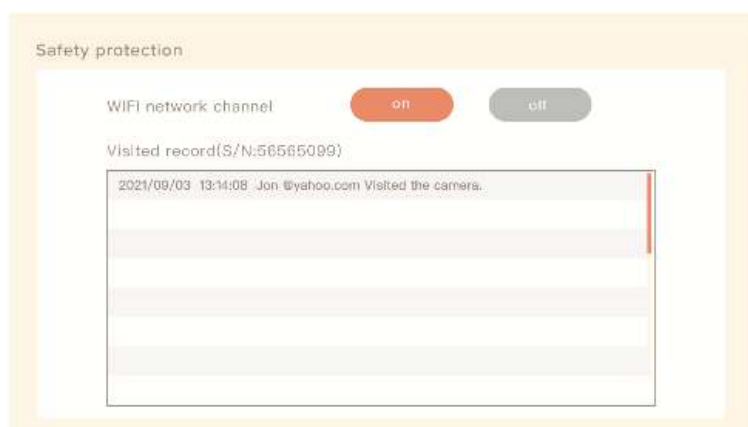 Safety protection
WIFI network channel on off
Visited record(S/N:56565099)
2021/09/03 13:14:08 Jon @yahoo.com Visited the camera.